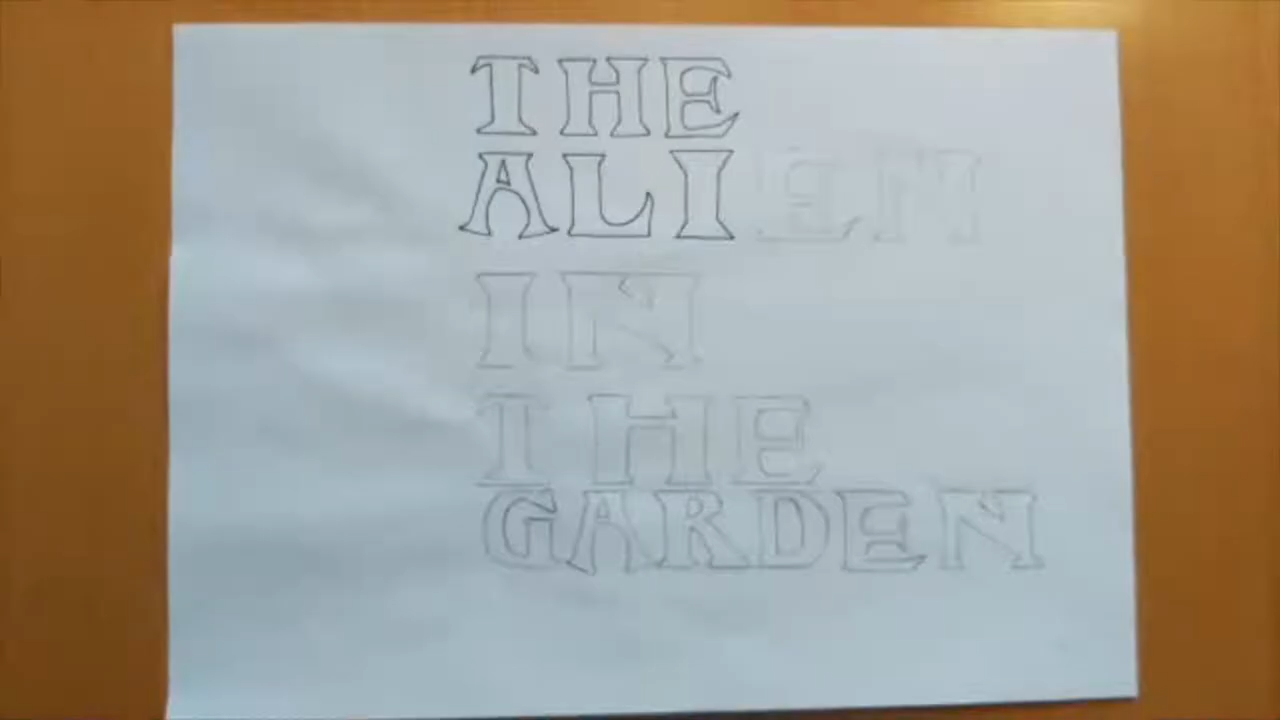 THE
ALIEN
IN
THE
GARDEN